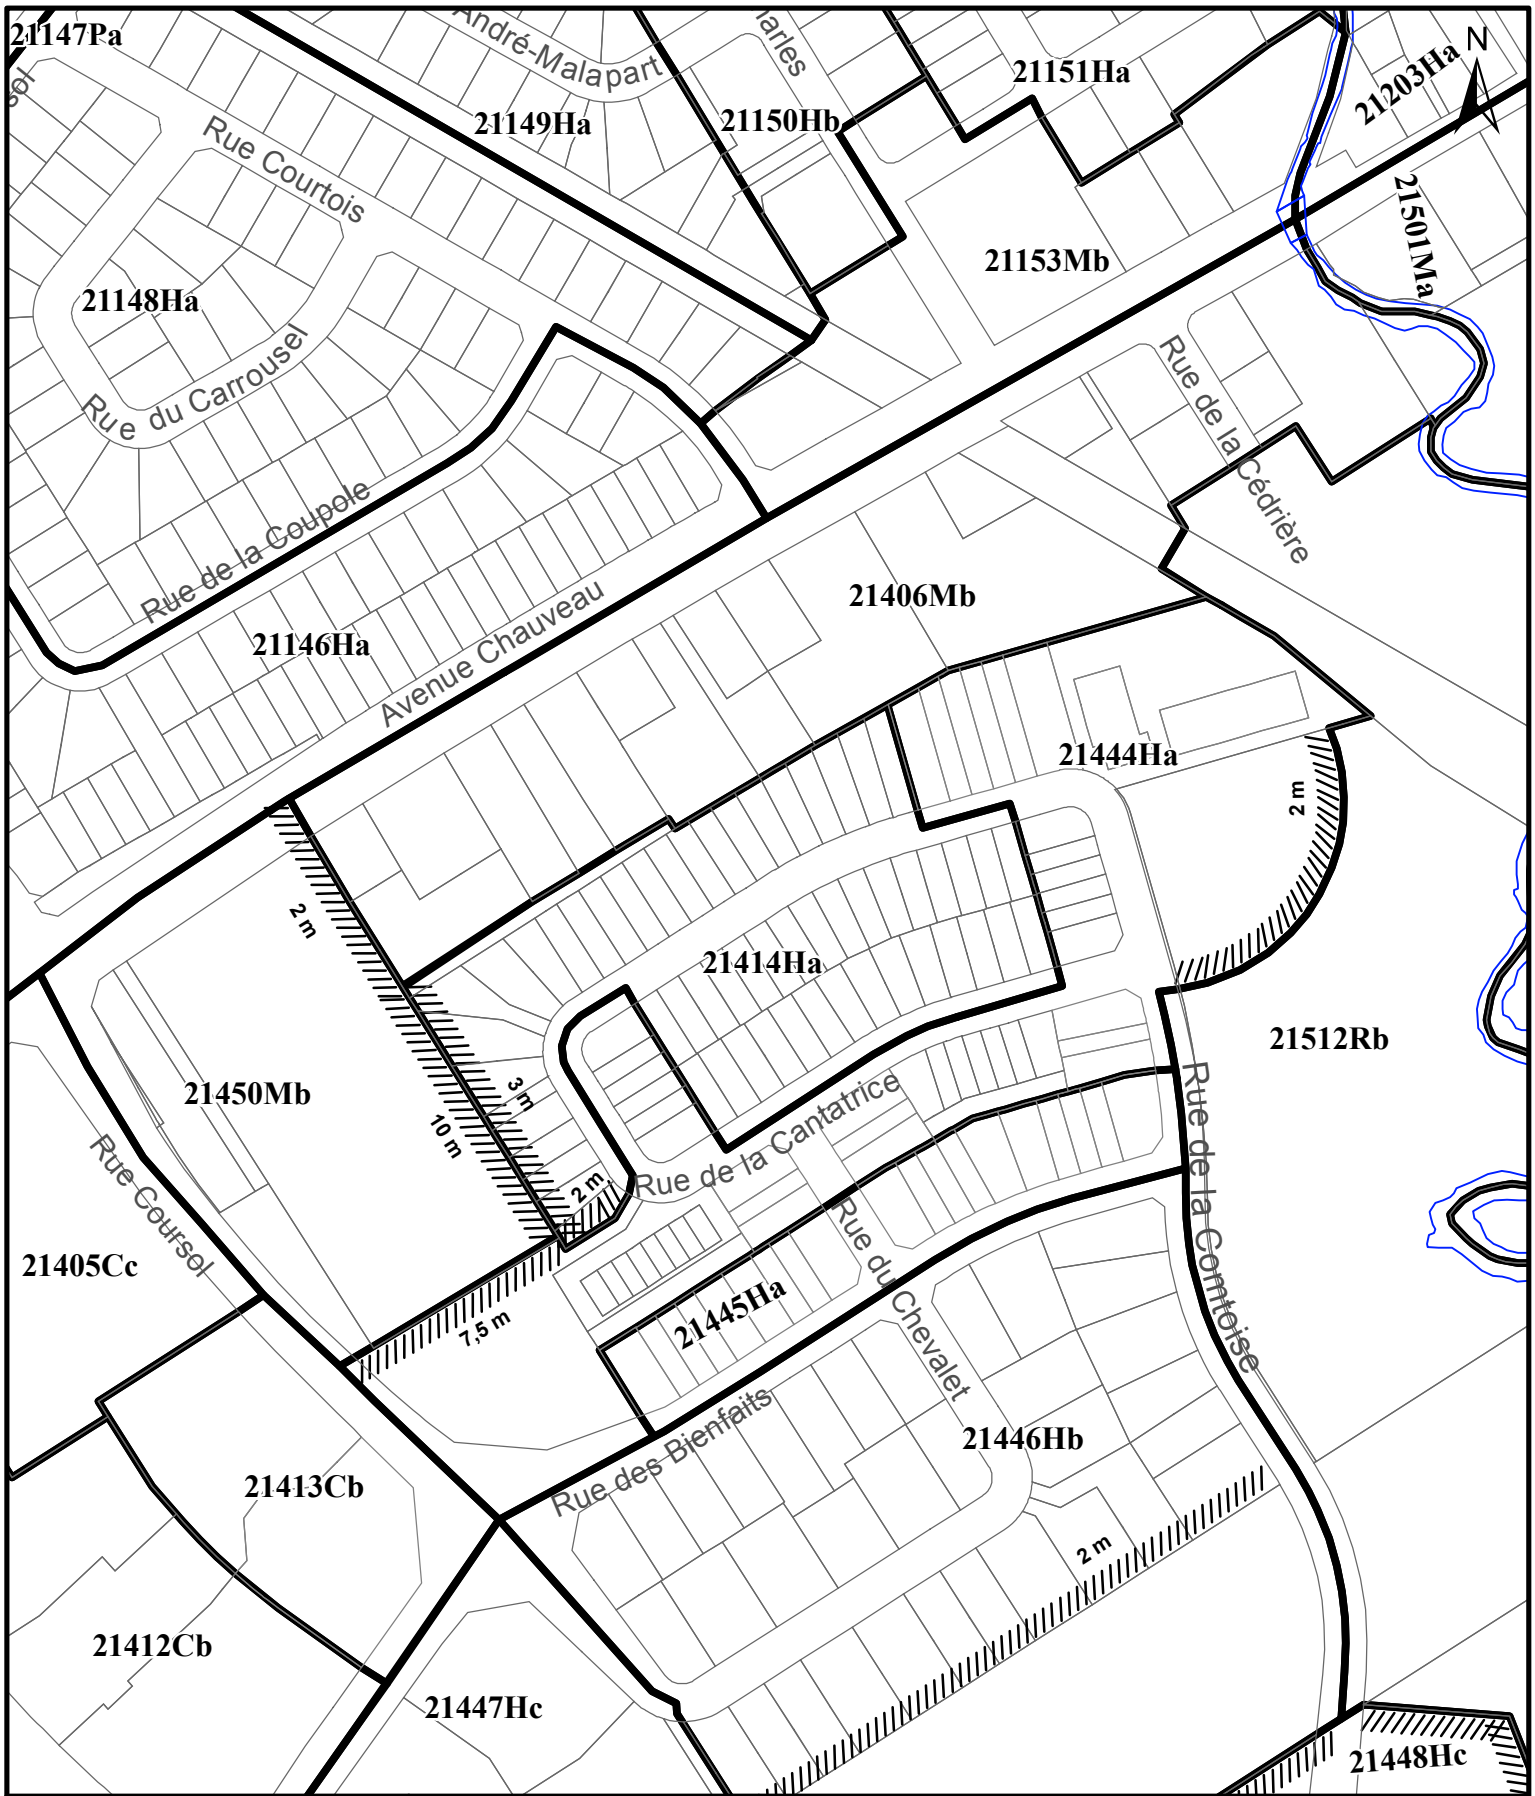 21147Pa
André-Malapart
harles
21151Ha
21203Ha
N
sol
21149Ha
21150Hb
Rue Courtois
21501Ma
21153Mb
21148Ha
Rue du Carrousel
Rue de la Cédrière
Rue de la Coupole
21406Mb
21146Ha
Avenue Chauveau
21444Ha
2 m
2 m
21414Ha
21512Rb
21450Mb
3 m
10 m
Rue de la Cantatrice
Rue de la Comtoise
2 m
Rue Coursol
Rue du Chevalet
21405Cc
21445Ha
7,5 m
Rue des Bienfaits
21446Hb
21413Cb
2 m
21412Cb
21447Hc
21448Hc